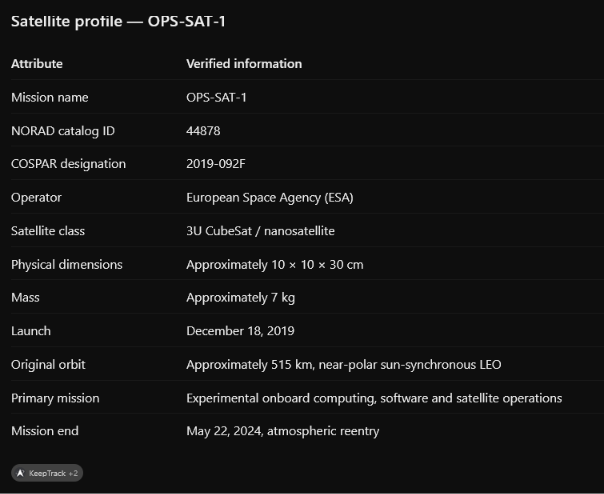 Satellite profile — OPS-SAT-1
Attribute Verified information
Mission name OPS-SAT-1
NORAD catalog ID 44878
COSPAR designation 2019-092F
Operator European Space Agency (ESA)
Satellite class 3U CubeSat / nanosatellite
Physical dimensions Approximately 10 × 10 × 30 cm
Mass Approximately 7 kg
Launch December 18, 2019
Original orbit Approximately 515 km, near-polar sun-synchronous LEO
Primary mission Experimental onboard computing, software and satellite operations
Mission end May 22, 2024, atmospheric reentry
KeepTrack +2